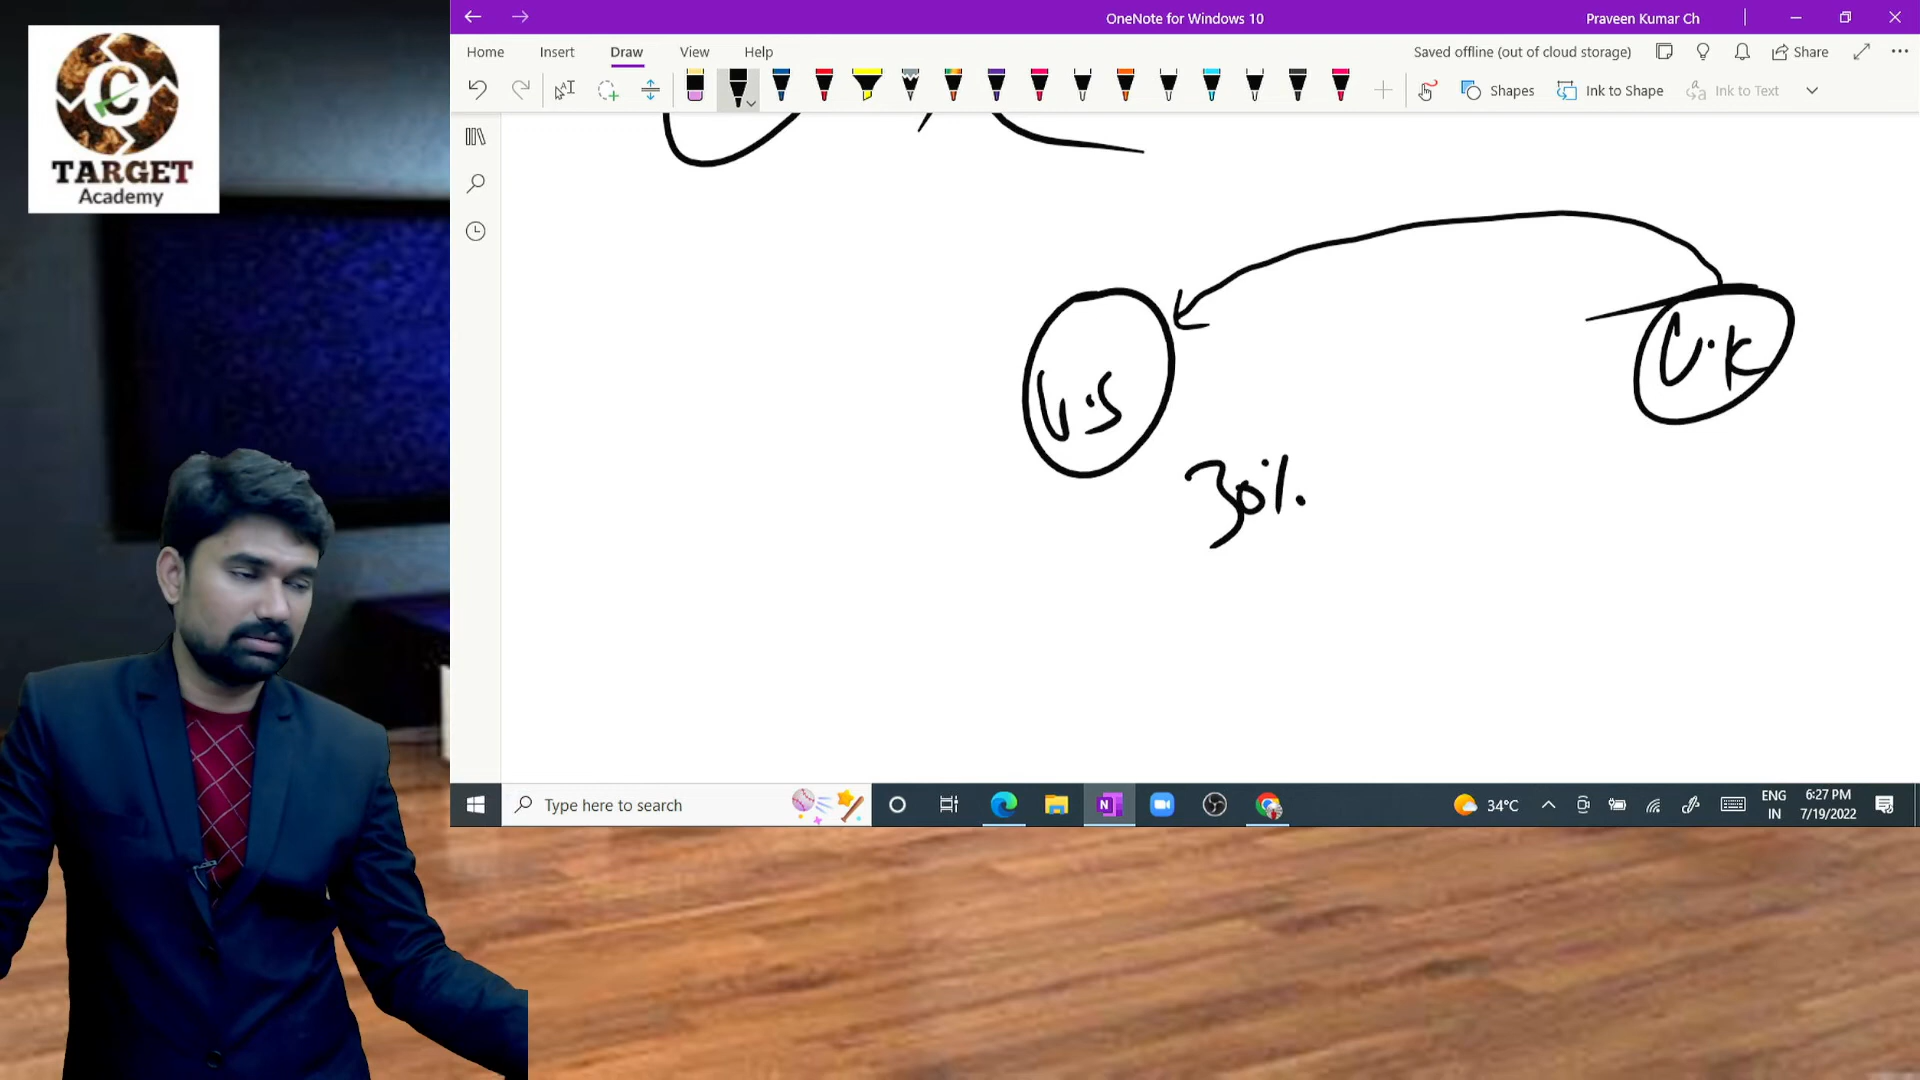 TARGET
Academy
OneNote for Windows 10
Praveen Kumar Ch
Home Insert Draw View Help
Saved offline (out of cloud storage)
Share
Shapes
Ink to Shape
Ink to Text
U.S
U.K
30%
Type here to search
34°C
ENG
IN
6:27 PM
7/19/2022